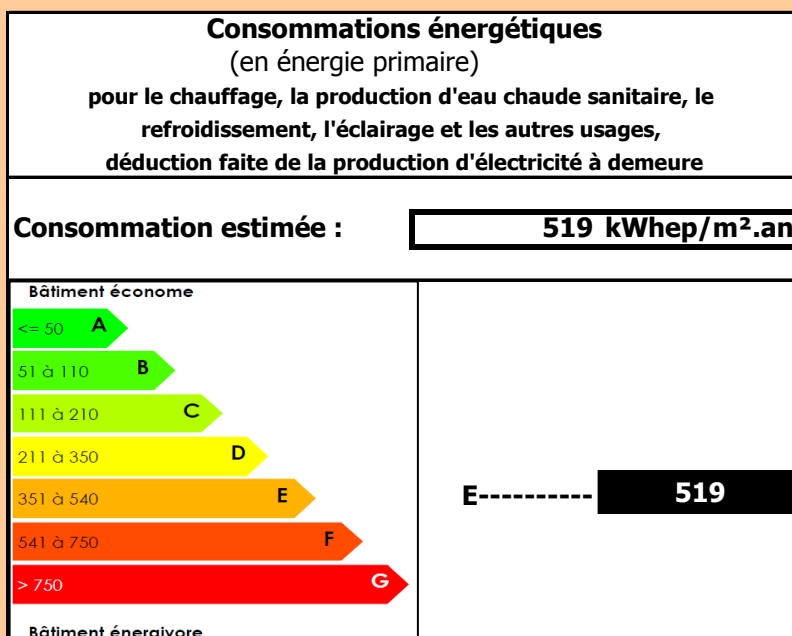 Consommations énergétiques
(en énergie primaire)
pour le chauffage, la production d'eau chaude sanitaire, le
refroidissement, l'éclairage et les autres usages,
déduction faite de la production d'électricité à demeure
Consommation estimée : 519 kWhep/m².an
Bâtiment économe
<= 50 A
51 à 110 B
111 à 210 C
211 à 350 D
351 à 540 E
E---------- 519
541 à 750 F
> 750 G
Bâtiment énergivore